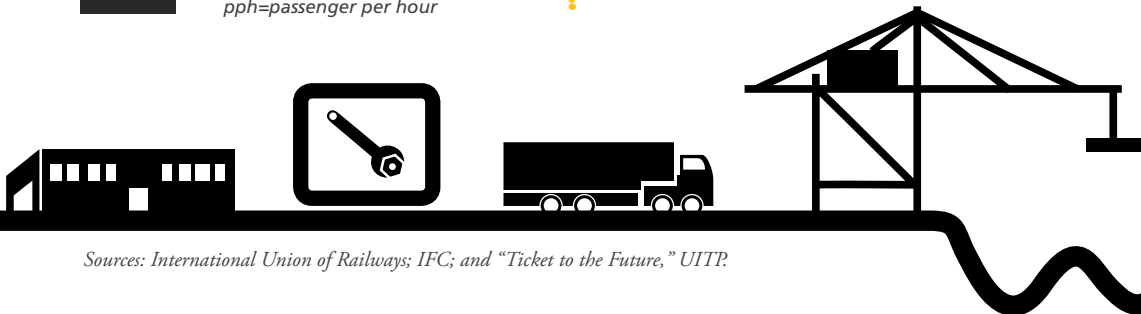 pph=passenger per hour
Sources: International Union of Railways; IFC; and “Ticket to the Future,” UITP.